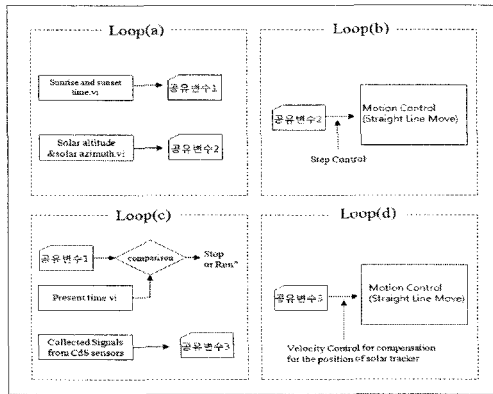 Loop(a)
Sunrise and sunset
time.vi
공유변수1
Solar altitude
&solar azimuth.vi
공유변수2
Loop(b)
공유변수2
Motion Control
(Straight Line Move)
Step Control
Loop(c)
공유변수1
comparison
Stop
or Run?
Present time.vi
Collected Signals
from CdS sensors
공유변수3
Loop(d)
공유변수3
Motion Control
(Straight Line Move)
Velocity Control for compensation
for the position of solar tracker